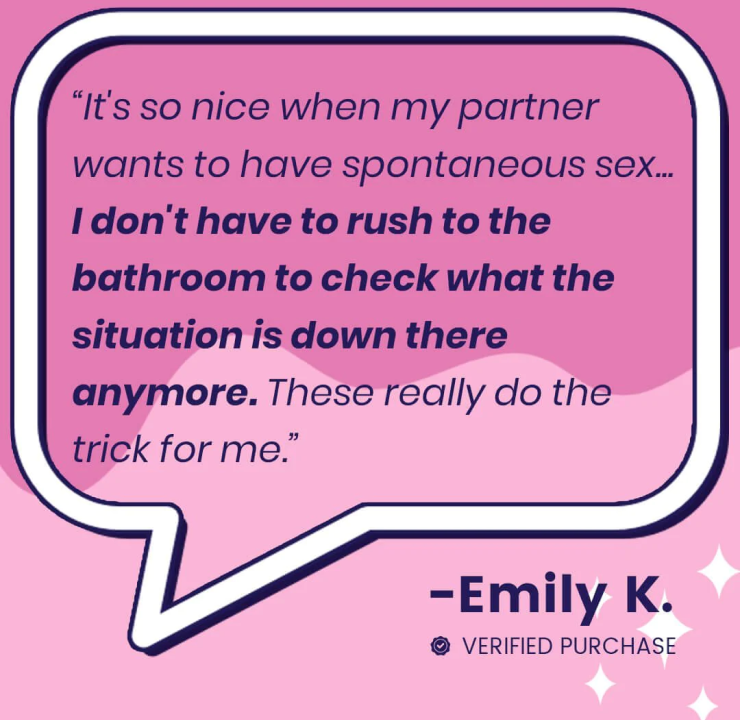 “It's so nice when my partner
wants to have spontaneous sex...
I don't have to rush to the
bathroom to check what the
situation is down there
anymore. These really do the
trick for me.”
-Emily K.
VERIFIED PURCHASE